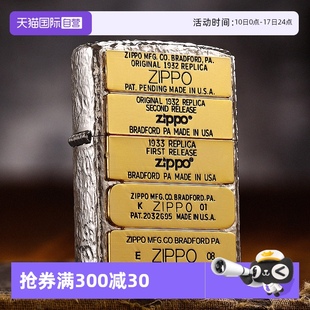 天猫国际 自营
活动时间：10日0点-17日24点
ZIPPO MFG. CO. BRADFORD, PA.
ZIPPO
PAT. PENDING MADE IN U.S.A.
ORIGINAL 1932 REPLICA
SECOND RELEASE
zippo
BRADFORD PA MADE IN USA
1933 REPLICA
FIRST RELEASE
zippo
BRADFORD, PA. MADE IN U.S.A.
ZIPPO MFG. CO. BRADFORD, PA.
K ZIPPO 01
PAT. 2032695 MADE IN U.S.A.
ZIPPO MFG CO BRADFORD PA
E ZIPPO 08
抢券满300减30